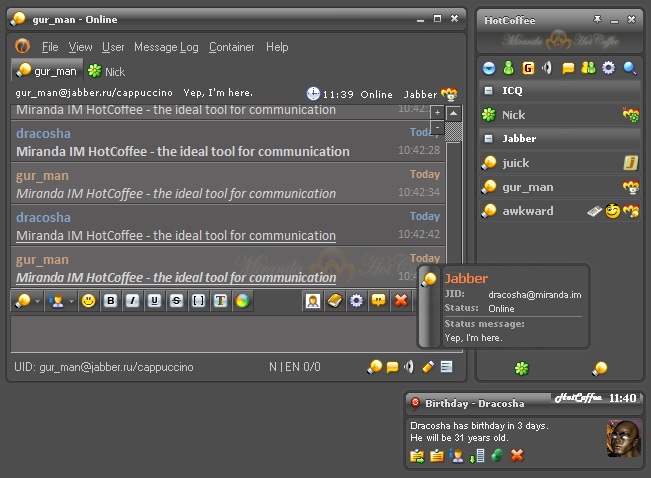 gur_man - Online
File View User Message Log Container Help
gur_man Nick
gur_man@jabber.ru/cappuccino Yep, I'm here. 11:39 Online Jabber
Miranda IM HotCoffee - the ideal tool for communication
dracosha Today
Miranda IM HotCoffee - the ideal tool for communication 10:42:28
gur_man Today
Miranda IM HotCoffee - the ideal tool for communication 10:42:34
dracosha Today
Miranda IM HotCoffee - the ideal tool for communication 10:42:42
gur_man Today
Miranda IM HotCoffee - the ideal tool for communication
Miranda HotCoffee
B I U S [ ] T
UID: gur_man@jabber.ru/cappuccino N | EN 0/0
HotCoffee
Miranda HotCoffee
ICQ
Nick
Jabber
juick
gur_man
awkward
Jabber
JID: dracosha@miranda.im
Status: Online
Status message:
Yep, I'm here.
Birthday - Dracosha HotCoffee 11:40
Dracosha has birthday in 3 days.
He will be 31 years old.